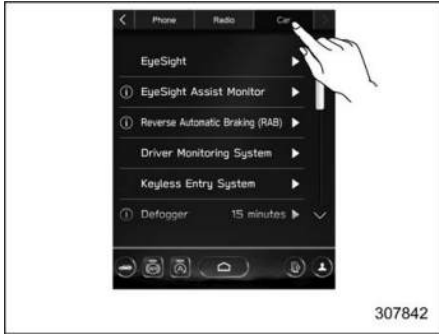 Phone Radio Car
EyeSight
EyeSight Assist Monitor
Reverse Automatic Braking (RAB)
Driver Monitoring System
Keyless Entry System
Defogger 15 minutes
307842